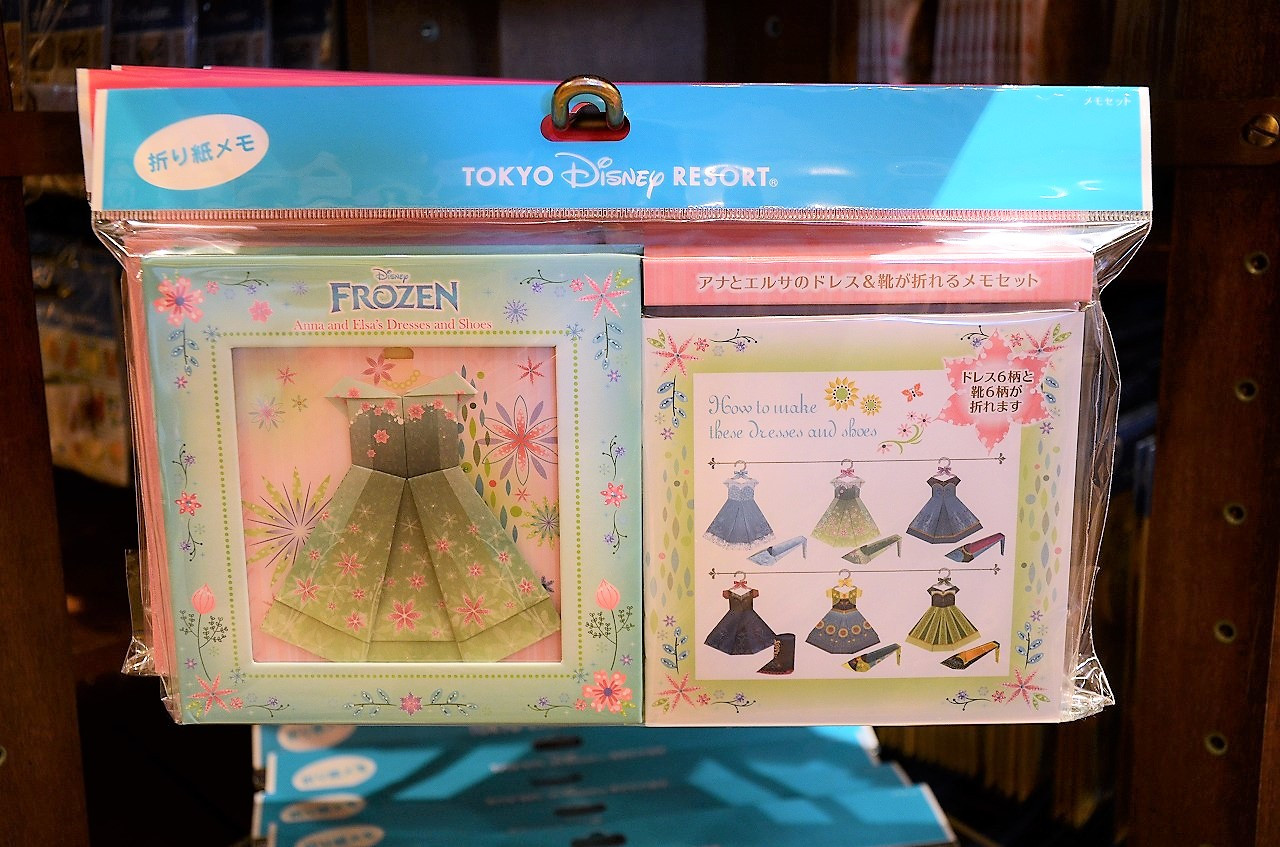 メモセット
折り紙メモ
TOKYO Disney RESORT®
アナとエルサのドレス&靴が折れるメモセット
Disney
FROZEN
Anna and Elsa's Dresses and Shoes
ドレス6柄と
靴6柄が
折れます
How to make
these dresses and shoes